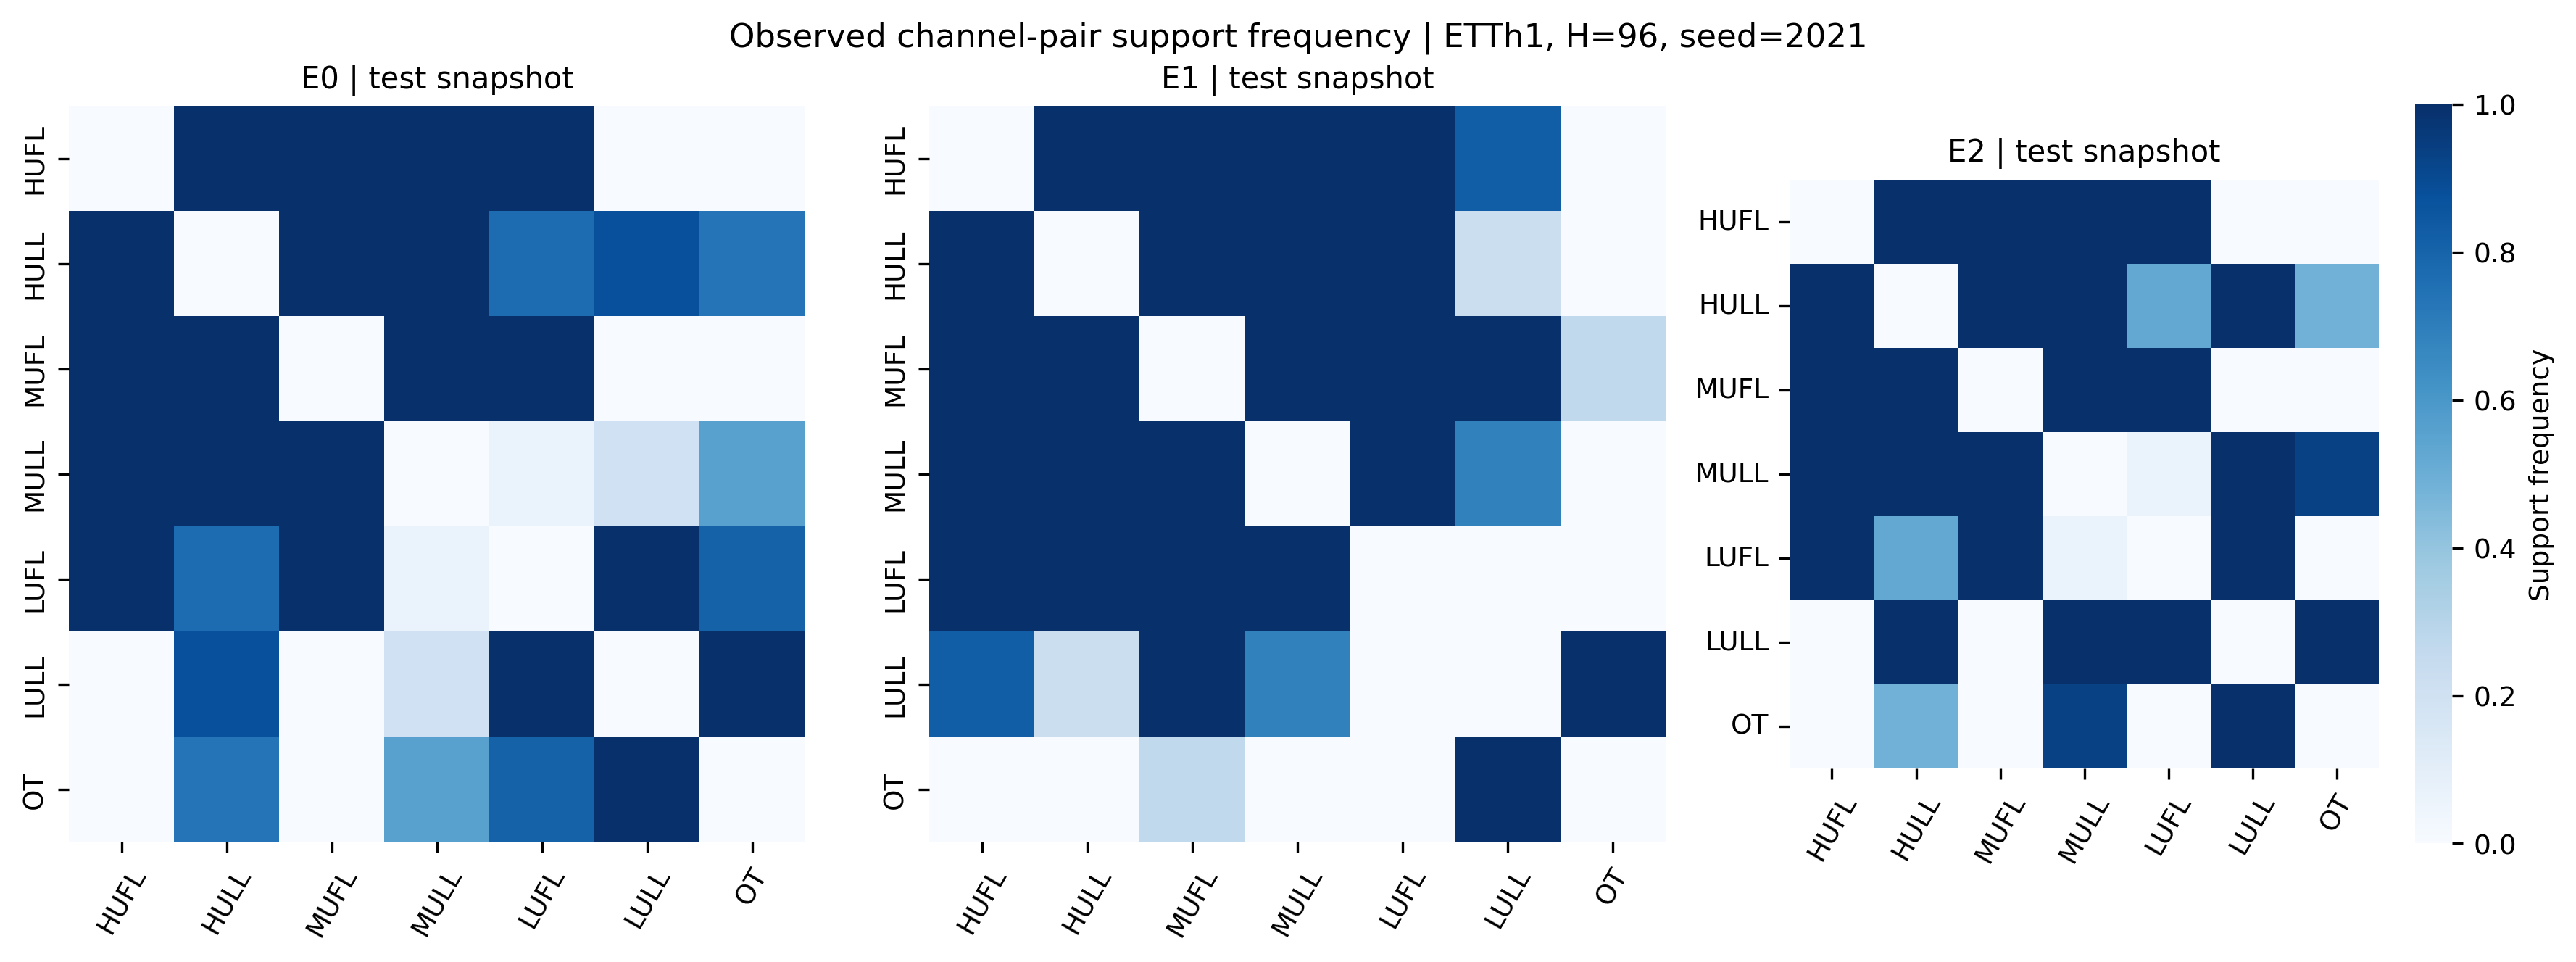 Observed channel-pair support frequency | ETTh1, H=96, seed=2021
E0 | test snapshot
HUFL
HULL
MUFL
MULL
LUFL
LULL
OT
HUFL
HULL
MUFL
MULL
LUFL
LULL
OT
E1 | test snapshot
HUFL
HULL
MUFL
MULL
LUFL
LULL
OT
HUFL
HULL
MUFL
MULL
LUFL
LULL
OT
E2 | test snapshot
HUFL
HULL
MUFL
MULL
LUFL
LULL
OT
HUFL
HULL
MUFL
MULL
LUFL
LULL
OT
1.0
0.8
0.6
0.4
0.2
0.0
Support frequency